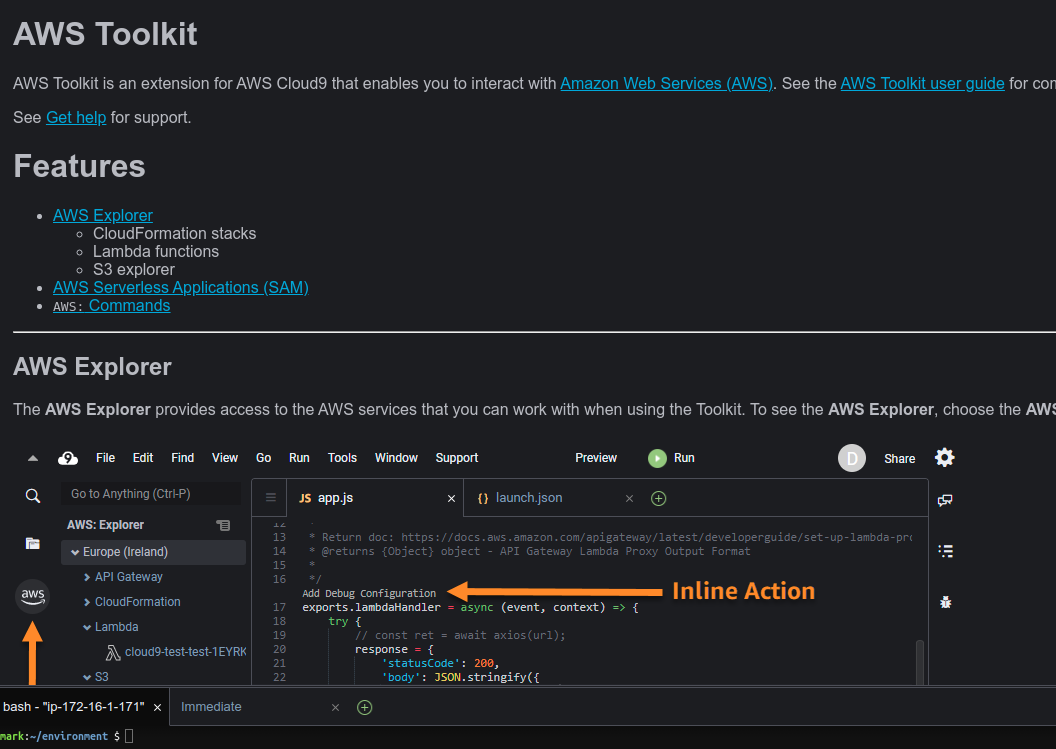 AWS Toolkit
AWS Toolkit is an extension for AWS Cloud9 that enables you to interact with Amazon Web Services (AWS). See the AWS Toolkit user guide for
See Get help for support.
Features
AWS Explorer
CloudFormation stacks
Lambda functions
S3 explorer
AWS Serverless Applications (SAM)
AWS: Commands
AWS Explorer
The AWS Explorer provides access to the AWS services that you can work with when using the Toolkit. To see the AWS Explorer, choose the AWS
9 File Edit Find View Go Run Tools Window Support Preview Run D Share
Go to Anything (Ctrl-P) JS app.js × {} launch.json ×
AWS: Explorer
12 *
13 * Return doc: https://docs.aws.amazon.com/apigateway/latest/developerguide/set-up-lambda-pro
Europe (Ireland)
14 * @returns {Object} object - API Gateway Lambda Proxy Output Format
15 *
API Gateway
16 */
aws
Add Debug Configuration
Inline Action
CloudFormation
17 exports.lambdaHandler = async (event, context) => {
18 try {
Lambda
19 // const ret = await axios(url);
20 response = {
cloud9-test-test-1EYRK
21 'statusCode': 200,
S3
22 'body': JSON.stringify({
bash - "ip-172-16-1-171" × Immediate ×
mark:~/environment $